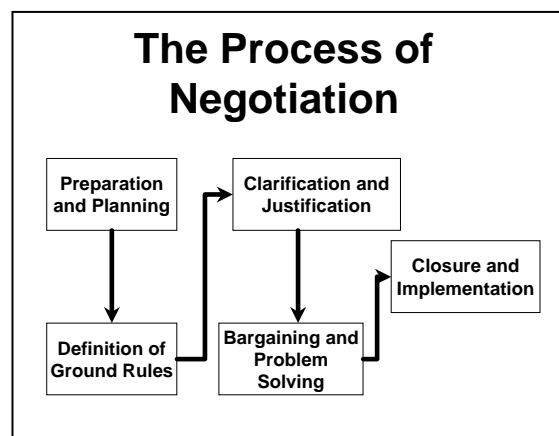 The Process of
Negotiation
Preparation
and Planning
Definition of
Ground Rules
Clarification and
Justification
Bargaining and
Problem
Solving
Closure and
Implementation